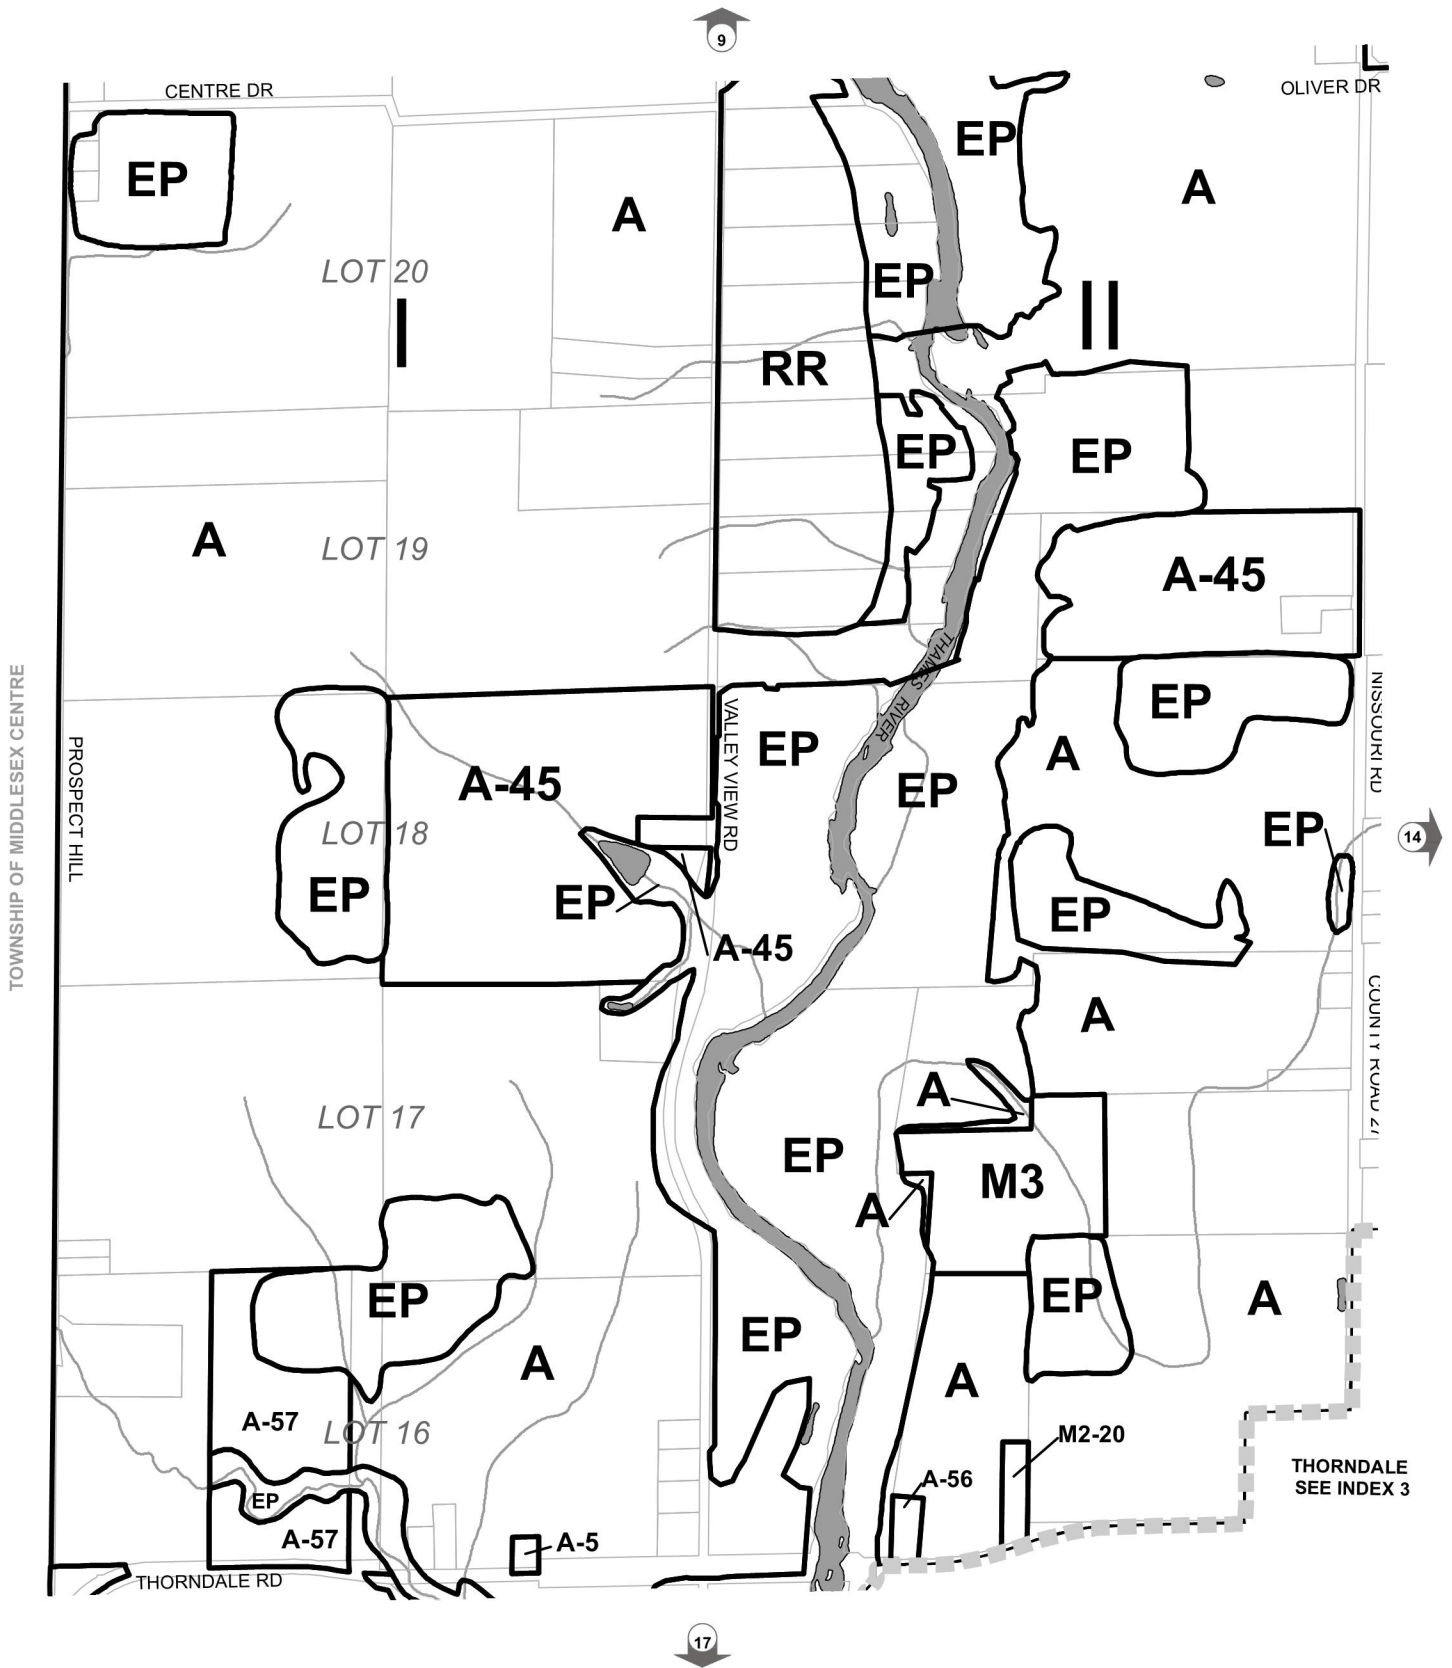 9
CENTRE DR
OLIVER DR
EP
EP
A
A
LOT 20
EP
I
II
RR
EP
EP
A
LOT 19
A-45
THAMES RIVER
TOWNSHIP OF MIDDLESEX CENTRE
PROSPECT HILL
VALLEY VIEW RD
NISSOURI RD
EP
A-45
EP
A
EP
LOT 18
EP
14
EP
EP
EP
A-45
A
COUNTY ROAD 27
A
LOT 17
EP
M3
A
EP
EP
A
EP
A
A
A-57
LOT 16
M2-20
THORNDALE
SEE INDEX 3
A-56
EP
A-57
A-5
THORNDALE RD
17